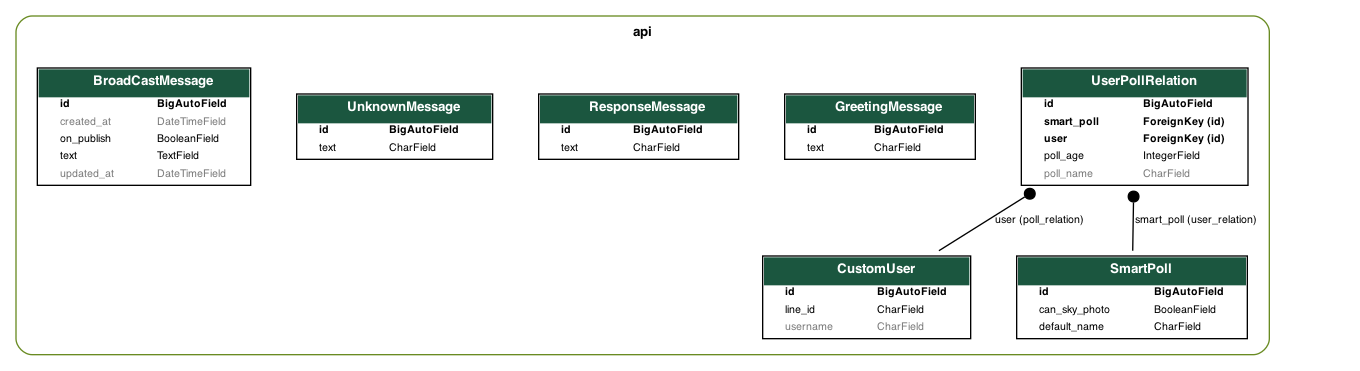 api
BroadCastMessage
id BigAutoField
created_at DateTimeField
on_publish BooleanField
text TextField
updated_at DateTimeField
UnknownMessage
id BigAutoField
text CharField
ResponseMessage
id BigAutoField
text CharField
GreetingMessage
id BigAutoField
text CharField
UserPollRelation
id BigAutoField
smart_poll ForeignKey (id)
user ForeignKey (id)
poll_age IntegerField
poll_name CharField
user (poll_relation)
smart_poll (user_relation)
CustomUser
id BigAutoField
line_id CharField
username CharField
SmartPoll
id BigAutoField
can_sky_photo BooleanField
default_name CharField